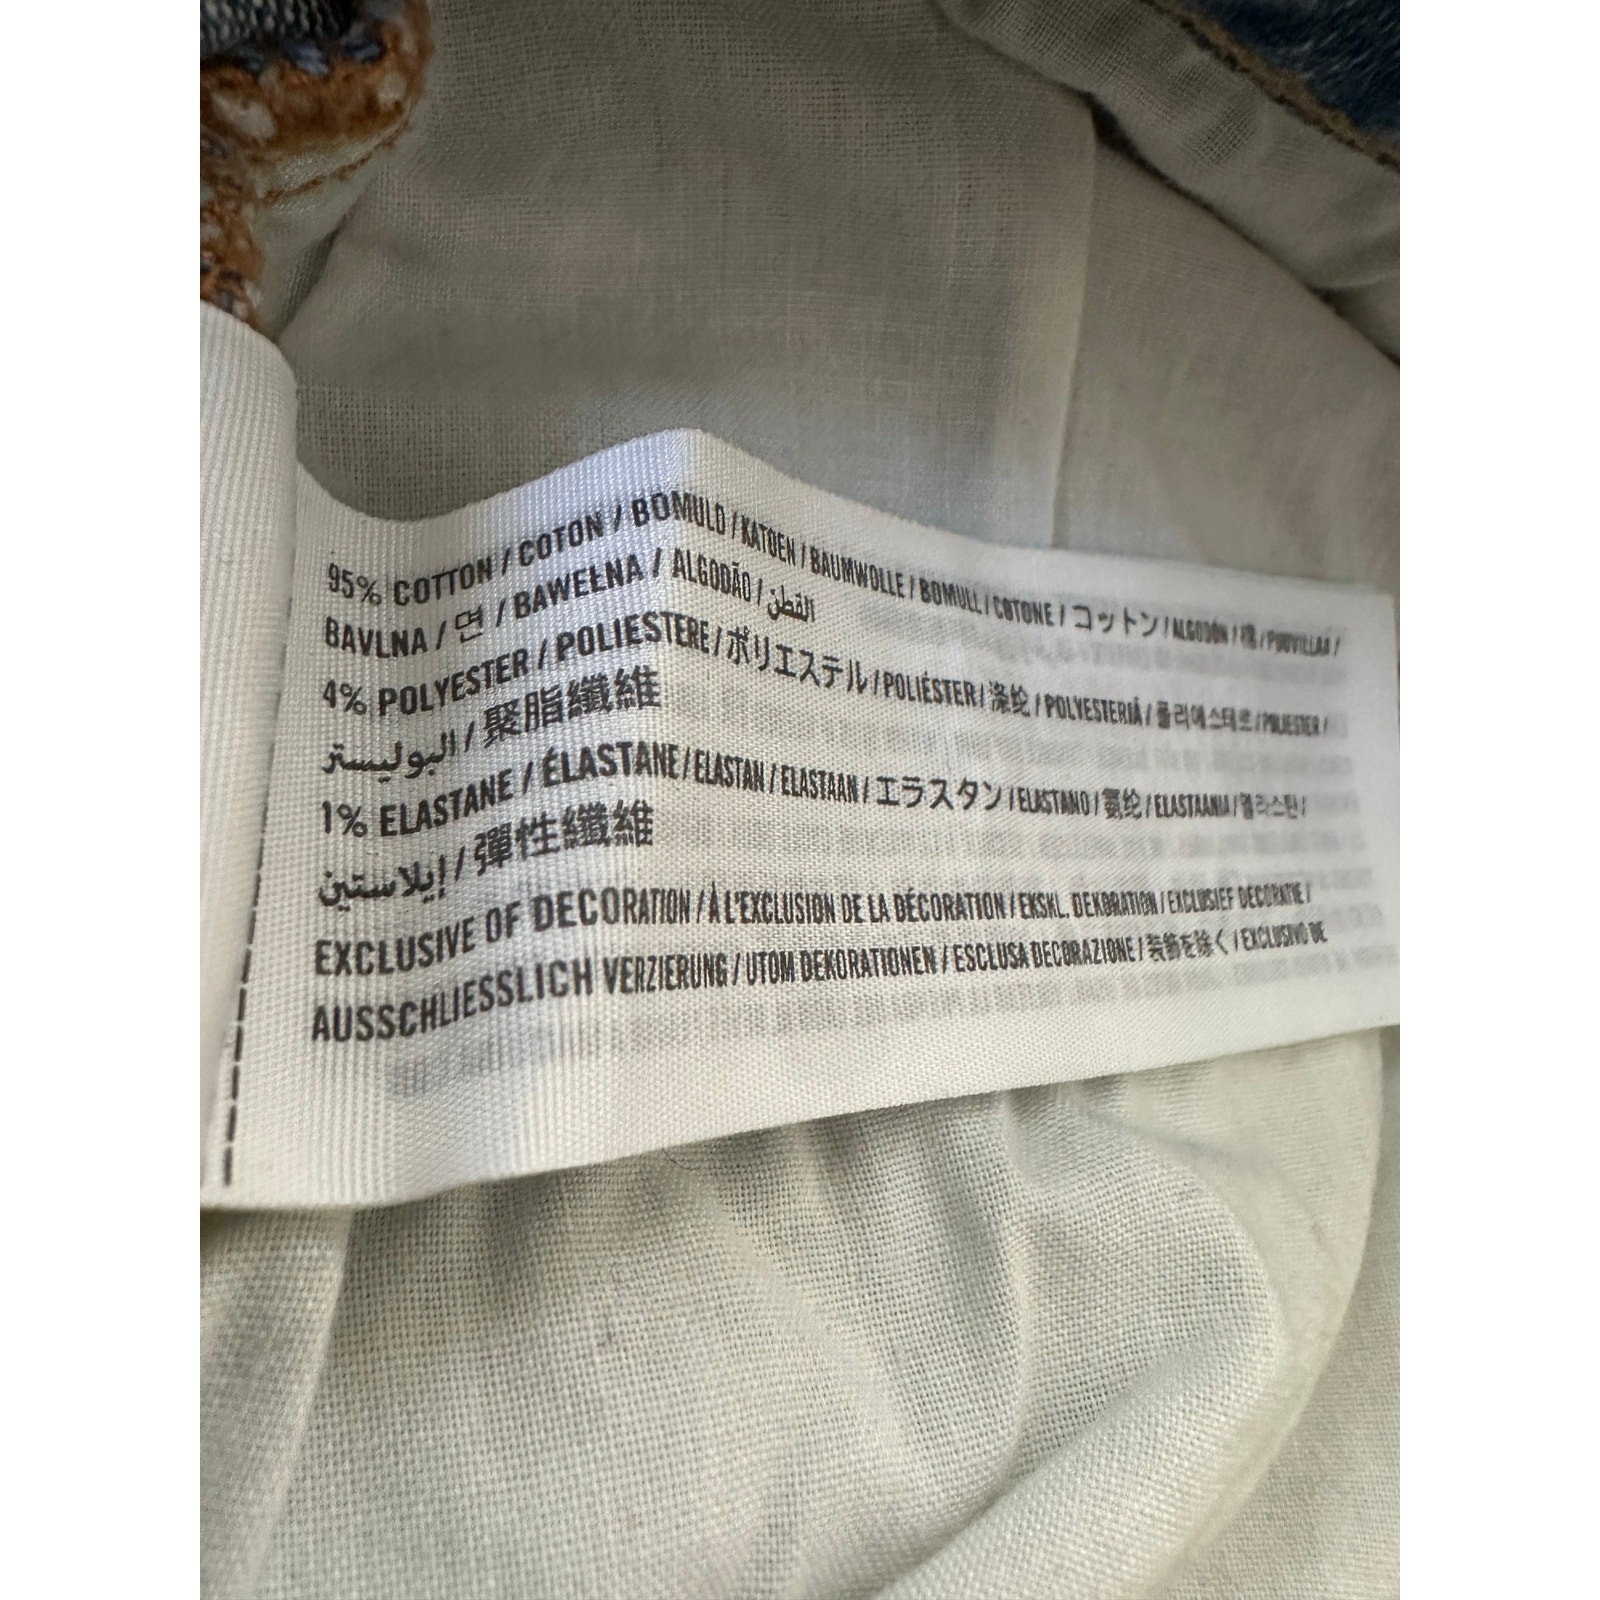 95% COTTON / COTON / BOMULD / KATOEN / BAUMWOLLE / BOMULL / COTONE / コットン / ALGODÓN / 棉 / PUUVILLAA /
BAVLNA / 면 / BAWEŁNA / ALGODÃO / القطن
4% POLYESTER / POLIESTERE / ポリエステル / POLIÉSTER / 涤纶 / POLYESTERIÄ / 폴리에스테르 / POLIESTER /
البوليستر / 聚脂纖維
1% ELASTANE / ÉLASTANE / ELASTAN / ELASTAAN / エラスタン / ELASTANO / 氨纶 / ELASTAANIA / 엘라스탄 /
إيلاستين / 彈性纖維
EXCLUSIVE OF DECORATION / À L'EXCLUSION DE LA DÉCORATION / EKSKL. DEKORATION / EXCLUSIEF DECORATIE /
AUSSCHLIESSLICH VERZIERUNG / UTOM DEKORATIONEN / ESCLUSA DECORAZIONE / 装飾を除く / EXCLUSIVO DE